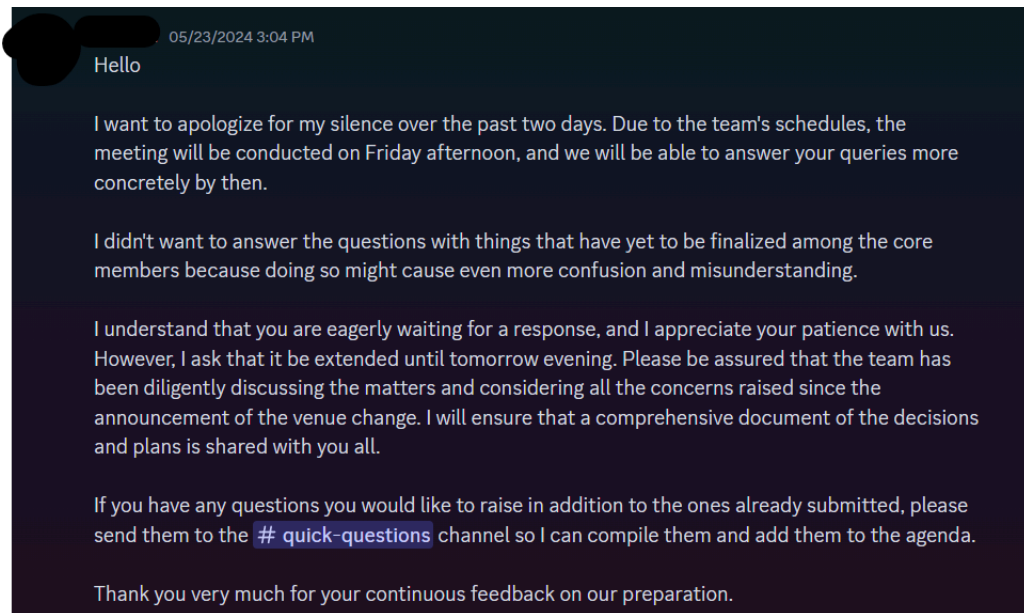 05/23/2024 3:04 PM
Hello
I want to apologize for my silence over the past two days. Due to the team's schedules, the
meeting will be conducted on Friday afternoon, and we will be able to answer your queries more
concretely by then.
I didn't want to answer the questions with things that have yet to be finalized among the core
members because doing so might cause even more confusion and misunderstanding.
I understand that you are eagerly waiting for a response, and I appreciate your patience with us.
However, I ask that it be extended until tomorrow evening. Please be assured that the team has
been diligently discussing the matters and considering all the concerns raised since the
announcement of the venue change. I will ensure that a comprehensive document of the decisions
and plans is shared with you all.
If you have any questions you would like to raise in addition to the ones already submitted, please
send them to the # quick-questions channel so I can compile them and add them to the agenda.
Thank you very much for your continuous feedback on our preparation.